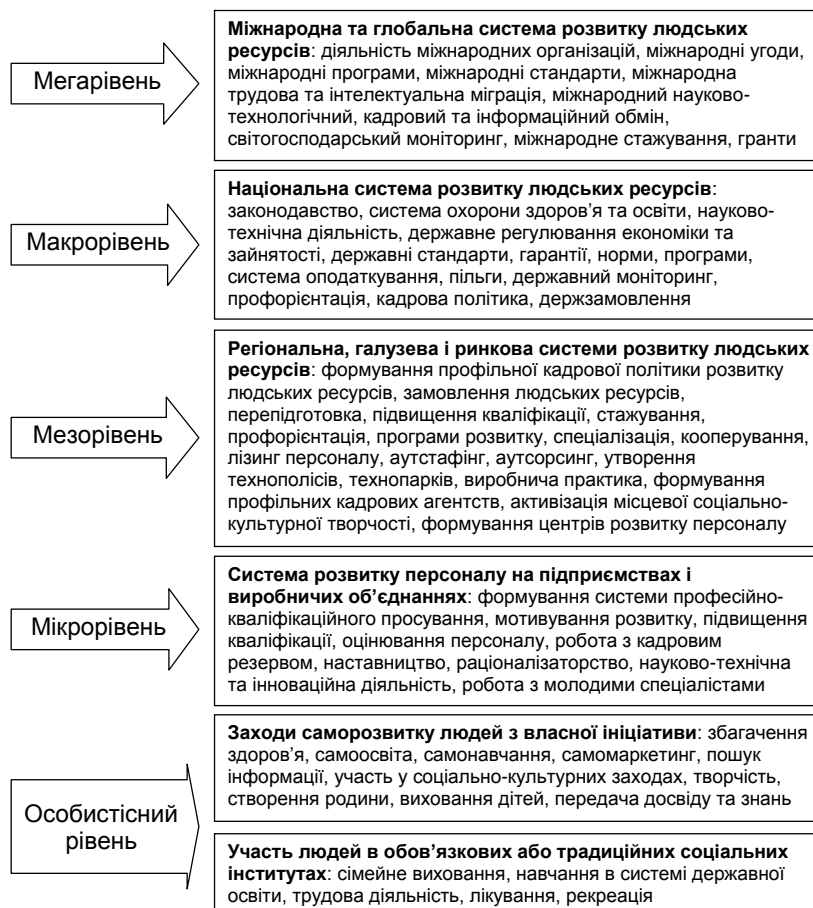 Мегарівень
Міжнародна та глобальна система розвитку людських
ресурсів: діяльність міжнародних організацій, міжнародні угоди,
міжнародні програми, міжнародні стандарти, міжнародна
трудова та інтелектуальна міграція, міжнародний науково-
технологічний, кадровий та інформаційний обмін,
світогосподарський моніторинг, міжнародне стажування, гранти
Макрорівень
Національна система розвитку людських ресурсів:
законодавство, система охорони здоров’я та освіти, науково-
технічна діяльність, державне регулювання економіки та
зайнятості, державні стандарти, гарантії, норми, програми,
система оподаткування, пільги, державний моніторинг,
профорієнтація, кадрова політика, держзамовлення
Мезорівень
Регіональна, галузева і ринкова системи розвитку людських
ресурсів: формування профільної кадрової політики розвитку
людських ресурсів, замовлення людських ресурсів,
перепідготовка, підвищення кваліфікації, стажування,
профорієнтація, програми розвитку, спеціалізація, кооперування,
лізинг персоналу, аутстафінг, аутсорсинг, утворення
технополісів, технопарків, виробнича практика, формування
профільних кадрових агентств, активізація місцевої соціально-
культурної творчості, формування центрів розвитку персоналу
Мікрорівень
Система розвитку персоналу на підприємствах і
виробничих об’єднаннях: формування системи професійно-
кваліфікаційного просування, мотивування розвитку, підвищення
кваліфікації, оцінювання персоналу, робота з кадровим
резервом, наставництво, раціоналізаторство, науково-технічна
та інноваційна діяльність, робота з молодими спеціалістами
Особистісний
рівень
Заходи саморозвитку людей з власної ініціативи: збагачення
здоров’я, самоосвіта, самонавчання, самомаркетинг, пошук
інформації, участь у соціально-культурних заходах, творчість,
створення родини, виховання дітей, передача досвіду та знань
Участь людей в обов’язкових або традиційних соціальних
інститутах: сімейне виховання, навчання в системі державної
освіти, трудова діяльність, лікування, рекреація